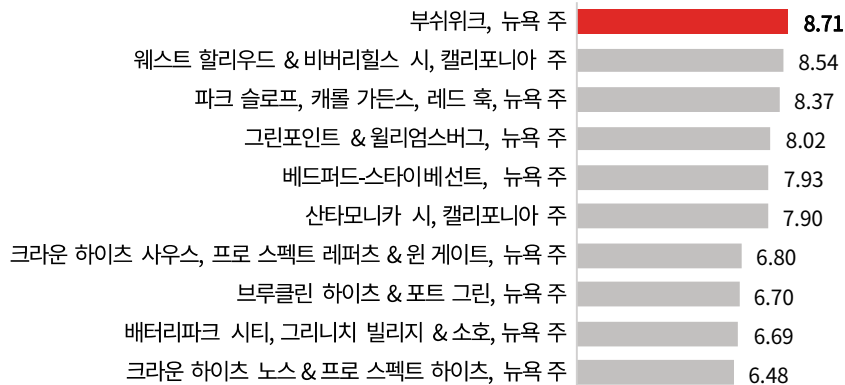 부쉬위크, 뉴욕 주 8.71
웨스트 할리우드 & 비버리힐스 시, 캘리포니아 주 8.54
파크 슬로프, 캐롤 가든스, 레드 훅, 뉴욕 주 8.37
그린포인트 & 윌리엄스버그, 뉴욕 주 8.02
베드퍼드-스타이베선트, 뉴욕 주 7.93
산타모니카 시, 캘리포니아 주 7.90
크라운 하이츠 사우스, 프로 스펙트 레퍼츠 & 윈 게이트, 뉴욕 주 6.80
브루클린 하이츠 & 포트 그린, 뉴욕 주 6.70
배터리파크 시티, 그리니치 빌리지 & 소호, 뉴욕 주 6.69
크라운 하이츠 노스 & 프로 스펙트 하이츠, 뉴욕 주 6.48